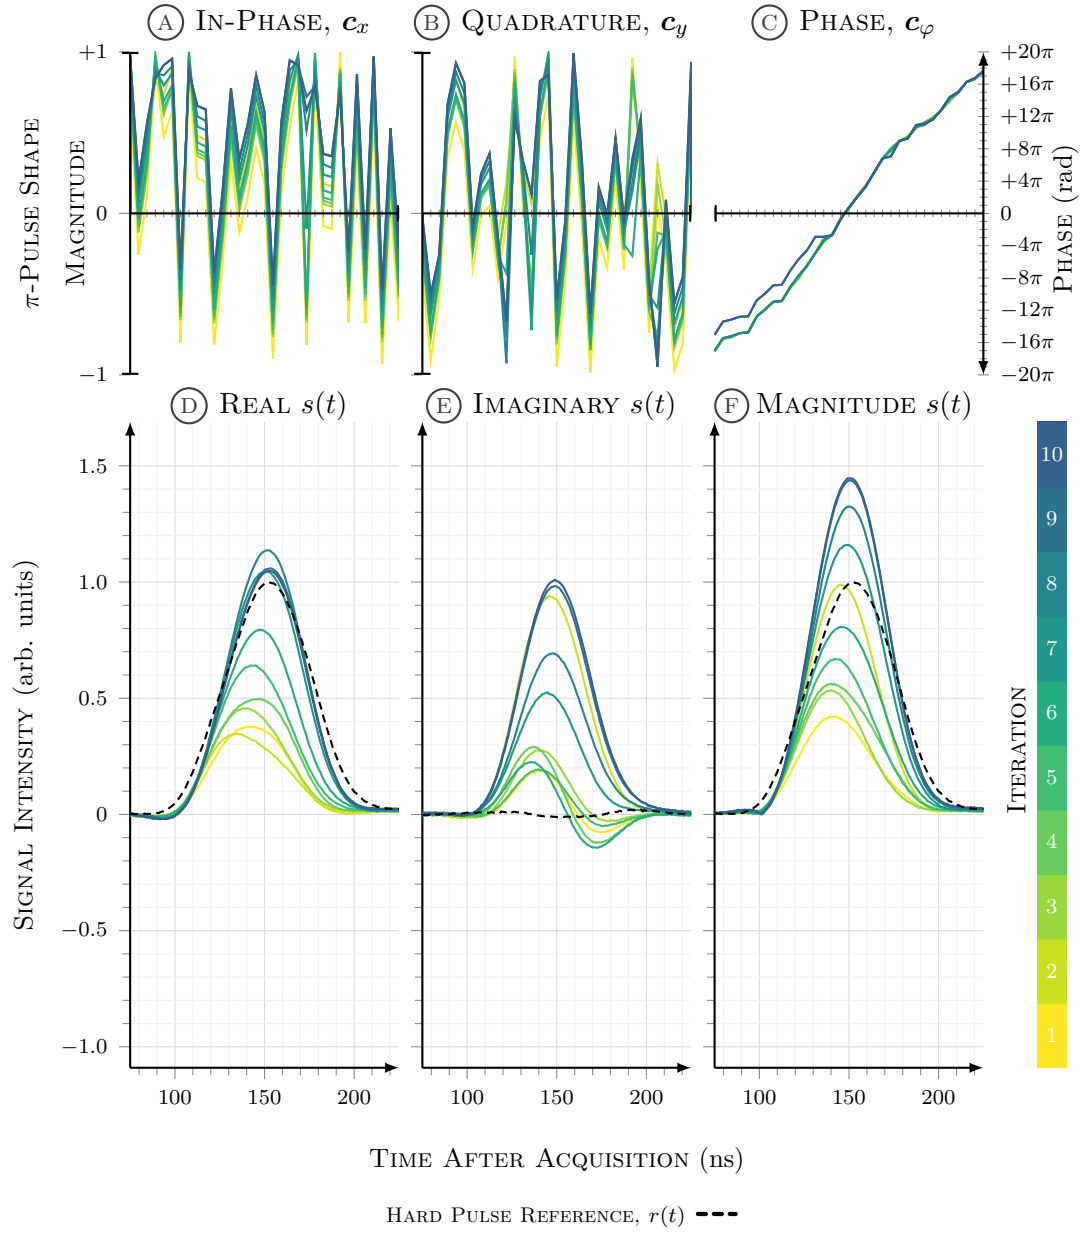 A In-Phase, cx
B Quadrature, cy
C Phase, cφ
+1
0
−1
π-Pulse Shape
Magnitude
+20π
+16π
+12π
+8π
+4π
0
−4π
−8π
−12π
−16π
−20π
Phase (rad)
D Real s(t)
E Imaginary s(t)
F Magnitude s(t)
1.5
1.0
0.5
0
−0.5
−1.0
Signal Intensity (arb. units)
100 150 200
100 150 200
100 150 200
Iteration
10
9
8
7
6
5
4
3
2
1
Time After Acquisition (ns)
Hard Pulse Reference, r(t)